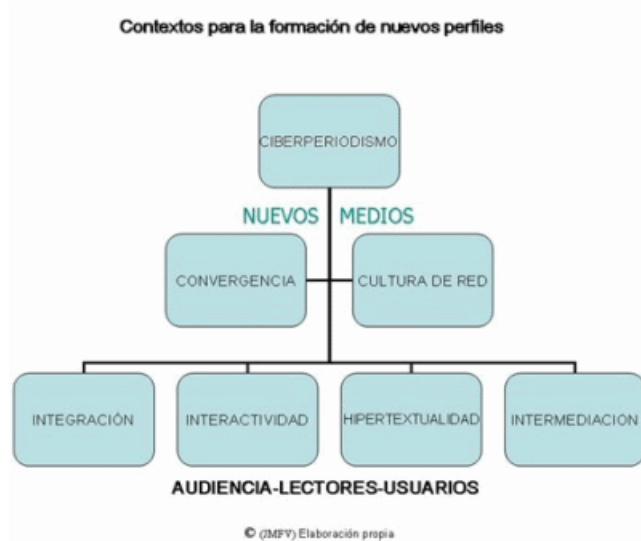 Contextos para la formación de nuevos perfiles
CIBERPERIODISMO
NUEVOS MEDIOS
CONVERGENCIA
CULTURA DE RED
INTEGRACIÓN
INTERACTIVIDAD
HIPERTEXTUALIDAD
INTERMEDIACION
AUDIENCIA-LECTORES-USUARIOS
© (JMFV) Elaboración propia